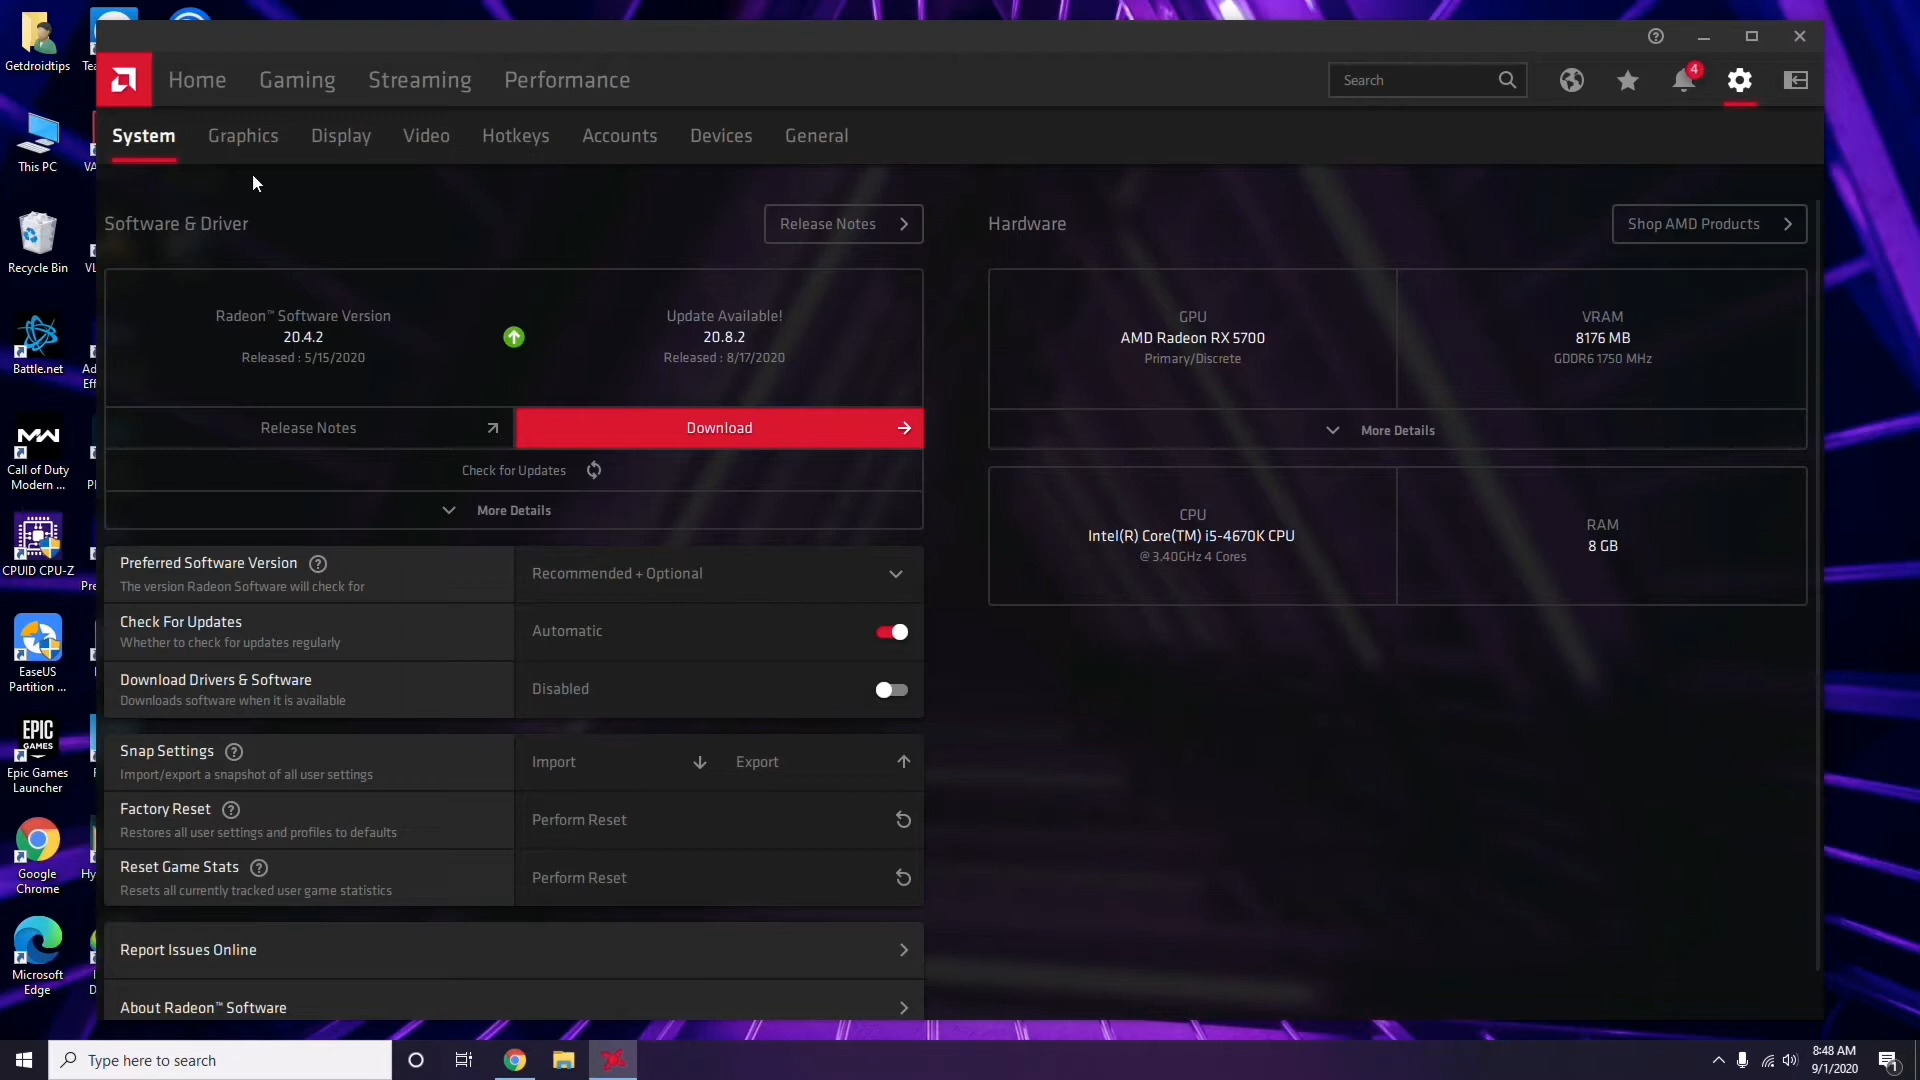 Getdroidtips
This PC
Recycle Bin
Battle.net
MW
Call of Duty
Modern ...
CPUID CPU-Z
EaseUS
Partition ...
EPIC
GAMES
Epic Games
Launcher
Google
Chrome
Microsoft
Edge
Home
Gaming
Streaming
Performance
Search
4
System
Graphics
Display
Video
Hotkeys
Accounts
Devices
General
Software & Driver
Release Notes
Radeon™ Software Version
20.4.2
Released : 5/15/2020
Update Available!
20.8.2
Released : 8/17/2020
Release Notes
Download
Check for Updates
More Details
Preferred Software Version
The version Radeon Software will check for
Recommended + Optional
Check For Updates
Whether to check for updates regularly
Automatic
Download Drivers & Software
Downloads software when it is available
Disabled
Snap Settings
Import/export a snapshot of all user settings
Import
Export
Factory Reset
Restores all user settings and profiles to defaults
Perform Reset
Reset Game Stats
Resets all currently tracked user game statistics
Perform Reset
Report Issues Online
About Radeon™ Software
Hardware
Shop AMD Products
GPU
AMD Radeon RX 5700
Primary/Discrete
VRAM
8176 MB
GDDR6 1750 MHz
More Details
CPU
Intel(R) Core(TM) i5-4670K CPU
@ 3.40GHz 4 Cores
RAM
8 GB
Type here to search
8:48 AM
9/1/2020
1